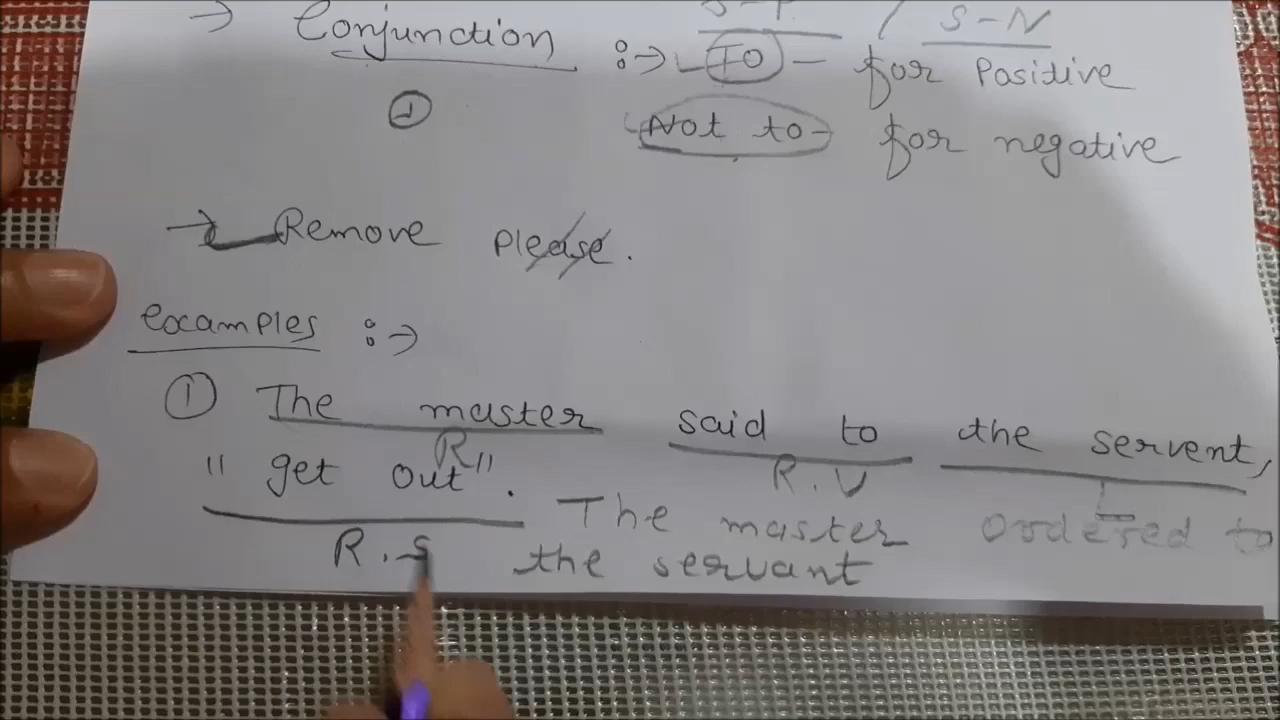 S-P. / S-N
→ Conjunction :→ TO - for Positive
①
Not to - for negative
→ Remove please.
examples :→
① The master said to the servent,
R R.V L
"get out". The master ordered to
R.S the servant